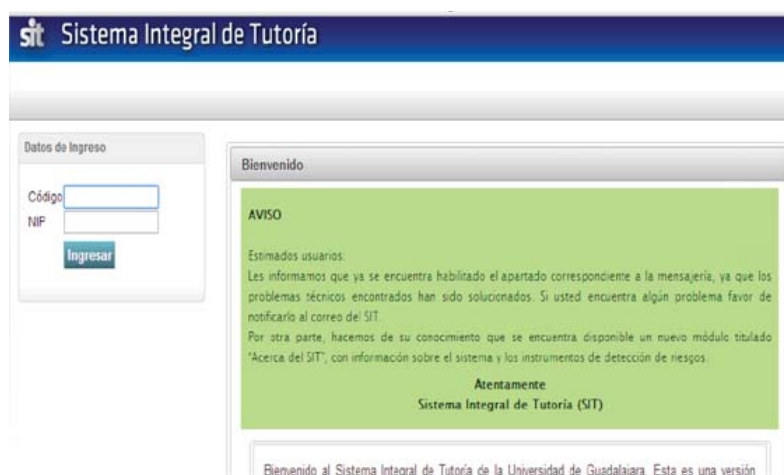 sit Sistema Integral de Tutoría
Datos de Ingreso
Código
NIP
Ingresar
Bienvenido
AVISO
Estimados usuarios:
Les informamos que ya se encuentra habilitado el apartado correspondiente a la mensajería, ya que los
problemas técnicos encontrados han sido solucionados. Si usted encuentra algún problema favor de
notificarlo al correo del SIT.
Por otra parte, hacemos de su conocimiento que se encuentra disponible un nuevo módulo titulado
"Acerca del SIT", con información sobre el sistema y los instrumentos de detección de riesgos.
Atentamente
Sistema Integral de Tutoría (SIT)
Bienvenido al Sistema Integral de Tutoría de la Universidad de Guadalajara. Esta es una versión